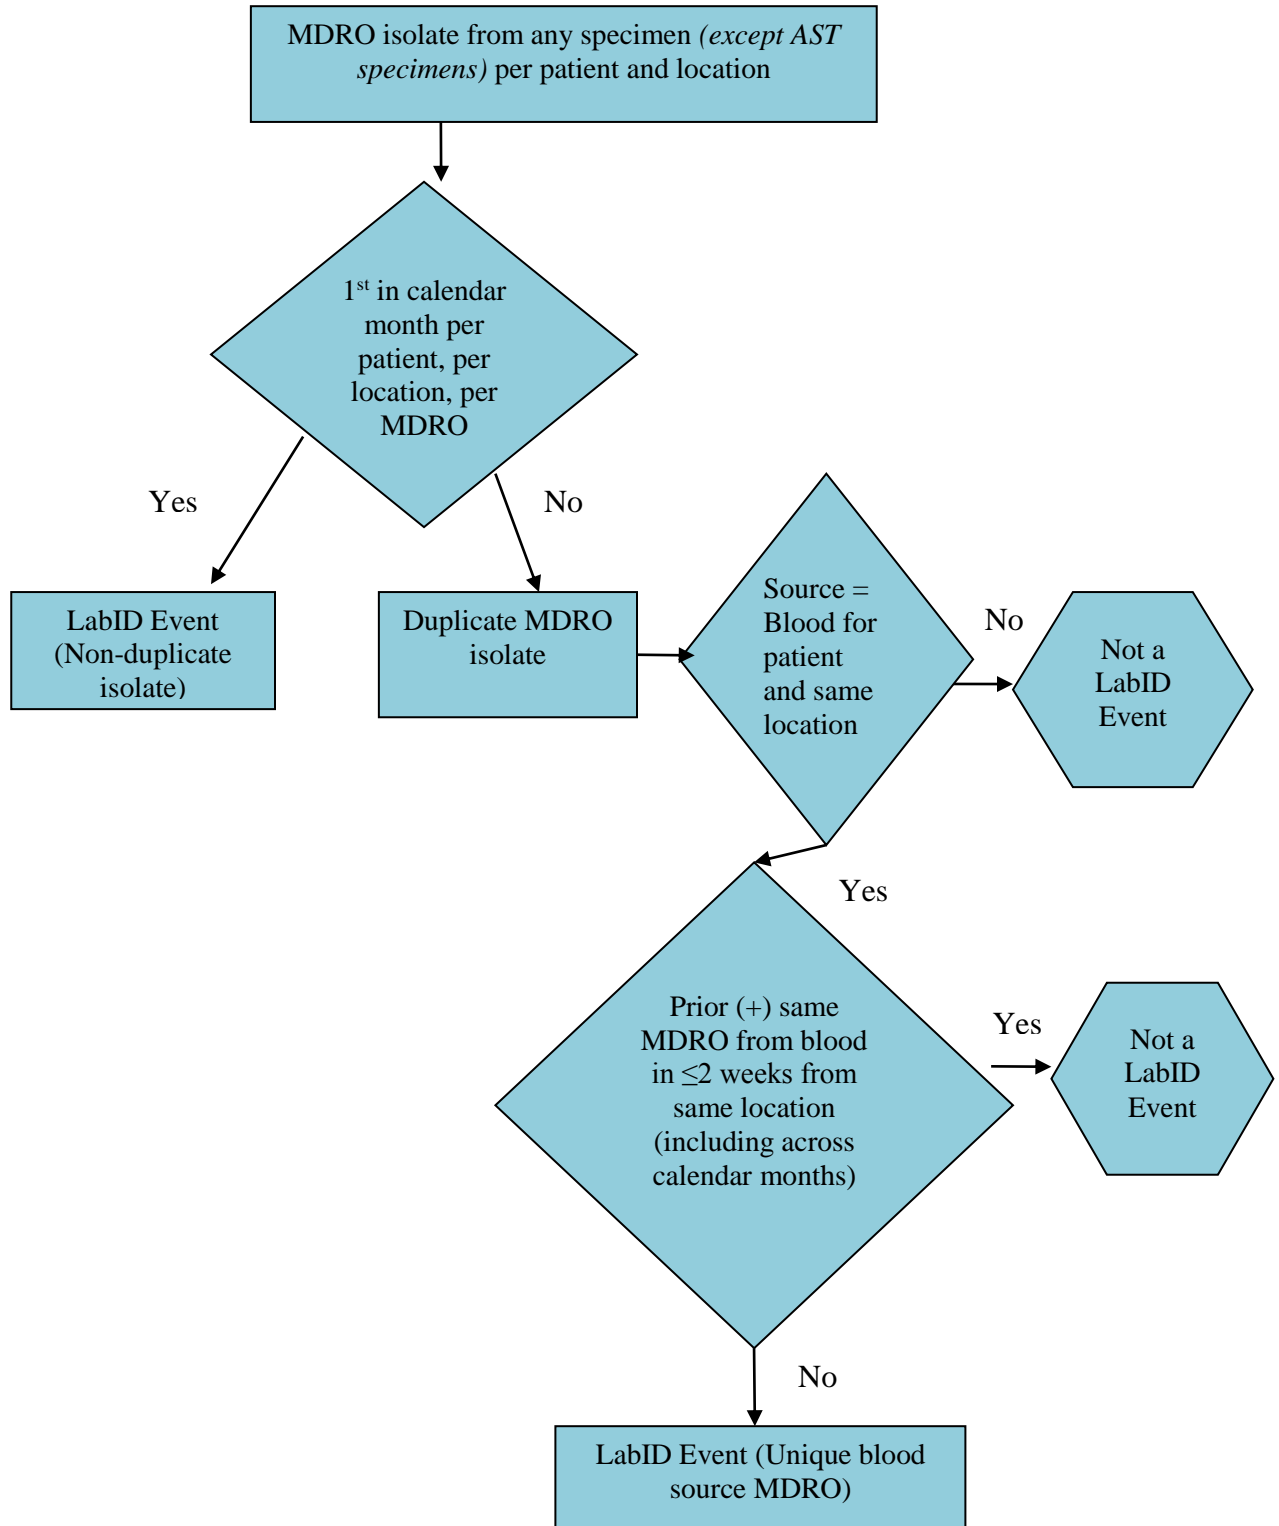 MDRO isolate from any specimen (except AST
specimens) per patient and location
1st in calendar
month per
patient, per
location, per
MDRO
Yes
No
LabID Event
(Non-duplicate
isolate)
Duplicate MDRO
isolate
Source =
Blood for
patient
and same
location
No
Not a
LabID
Event
Yes
Prior (+) same
MDRO from blood
in ≤2 weeks from
same location
(including across
calendar months)
Yes
Not a
LabID
Event
No
LabID Event (Unique blood
source MDRO)